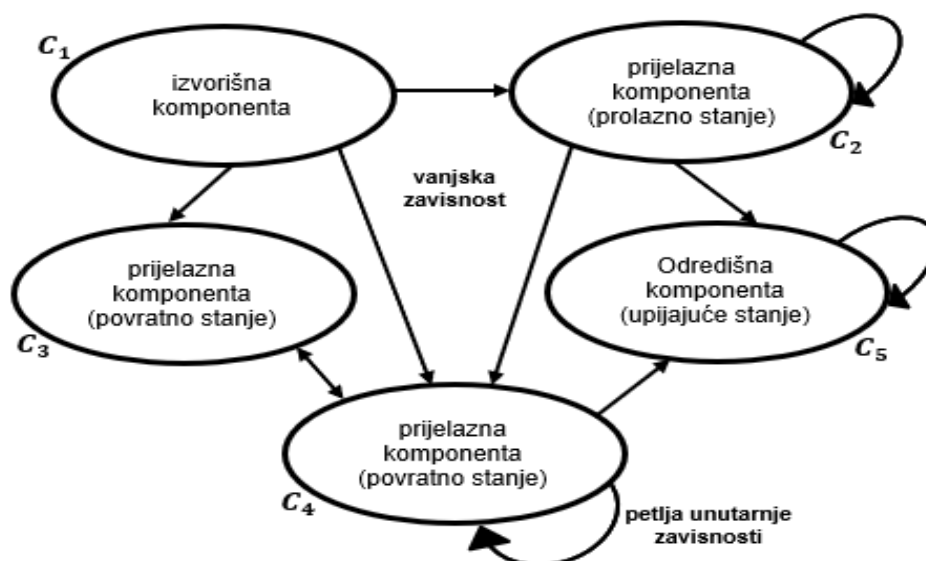 C₁
izvorišna
komponenta
prijelazna
komponenta
(prolazno stanje)
C₂
vanjska
zavisnost
prijelazna
komponenta
(povratno stanje)
C₃
Odredišna
komponenta
(upijajuće stanje)
C₅
prijelazna
komponenta
(povratno stanje)
C₄
petlja unutarnje
zavisnosti